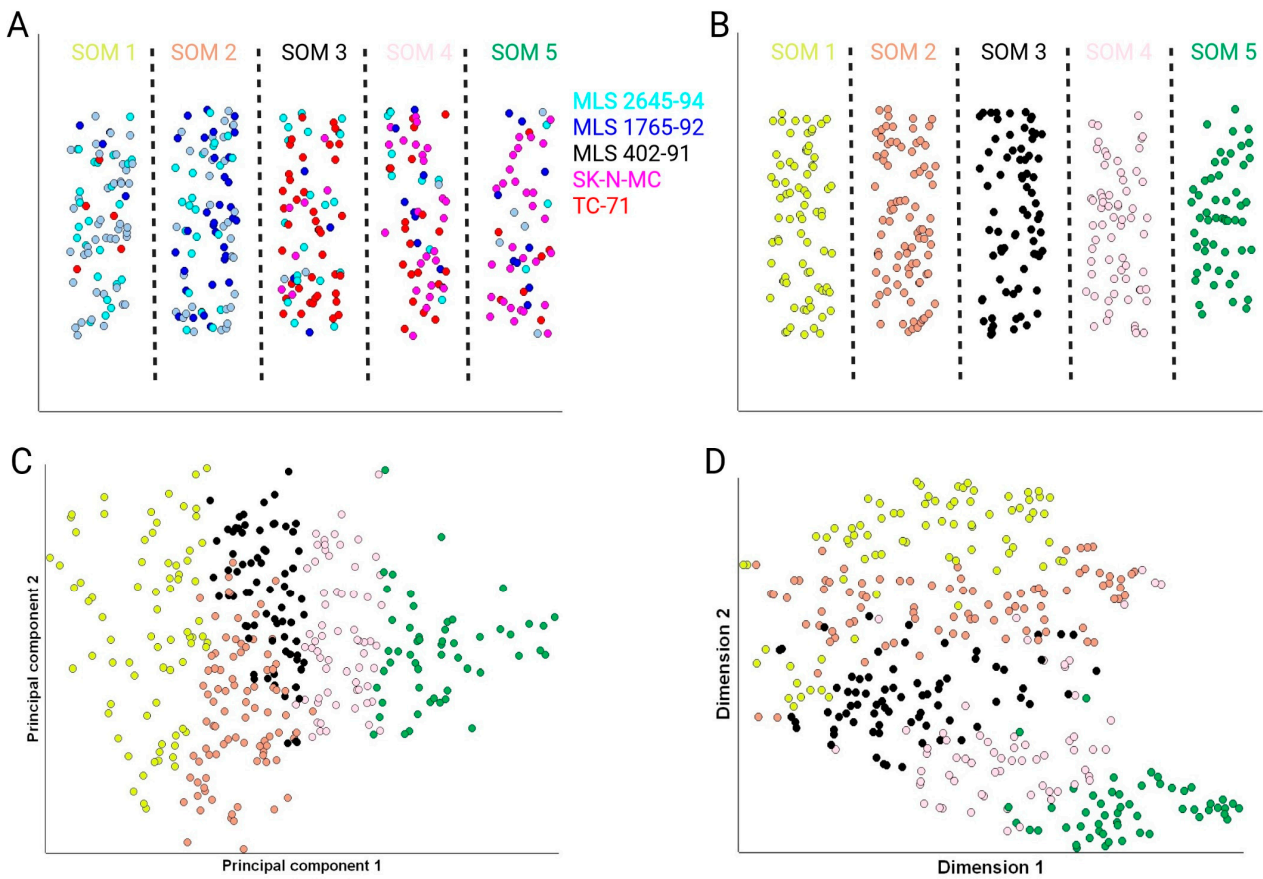 A
SOM 1 SOM 2 SOM 3 SOM 4 SOM 5
MLS 2645-94
MLS 1765-92
MLS 402-91
SK-N-MC
TC-71
B
SOM 1 SOM 2 SOM 3 SOM 4 SOM 5
C
Principal component 2
Principal component 1
D
Dimension 2
Dimension 1